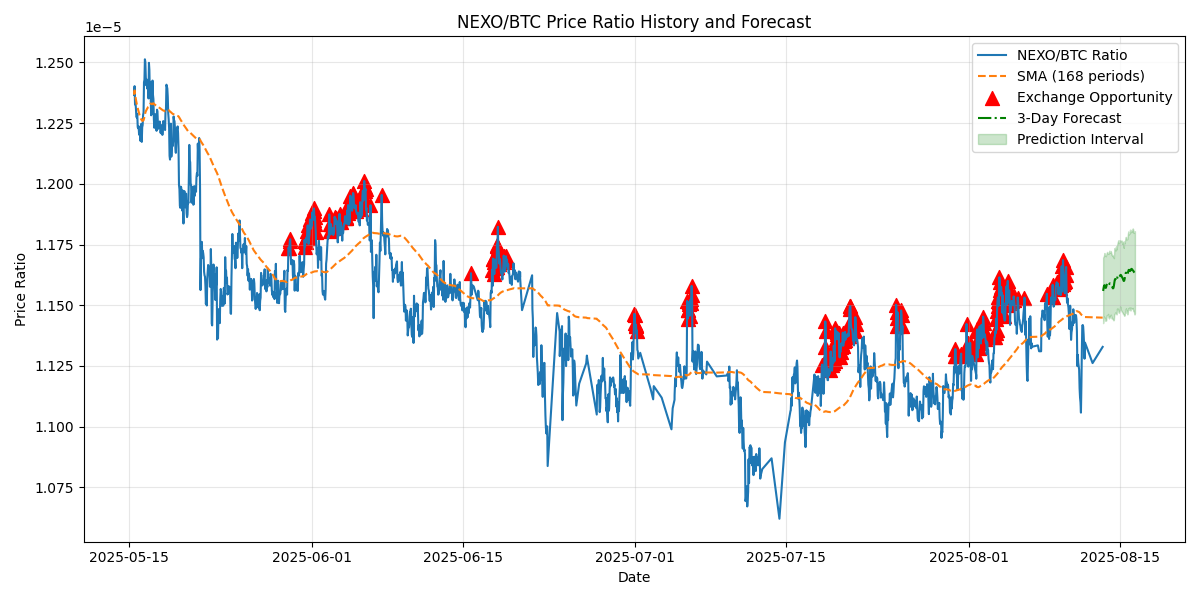 NEXO/BTC Price Ratio History and Forecast
1e−5
1.250
1.225
1.200
1.175
1.150
1.125
1.100
1.075
Price Ratio
NEXO/BTC Ratio
SMA (168 periods)
Exchange Opportunity
3-Day Forecast
Prediction Interval
2025-05-15 2025-06-01 2025-06-15 2025-07-01 2025-07-15 2025-08-01 2025-08-15
Date